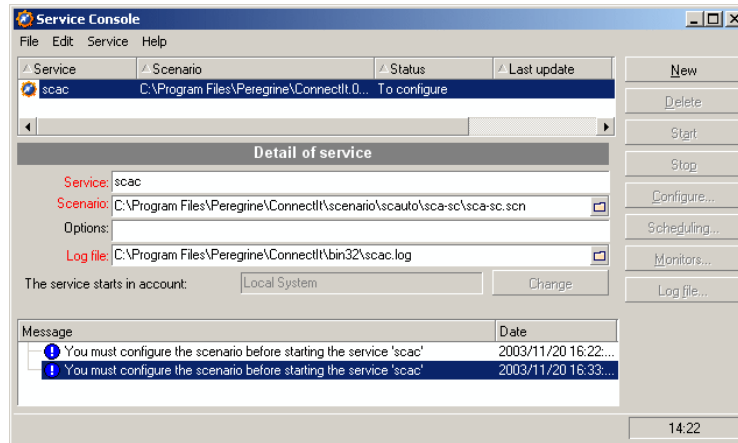 Service Console
File Edit Service Help
Service Scenario Status Last update
scac C:\Program Files\Peregrine\ConnectIt.0... To configure
New
Delete
Start
Stop
Configure...
Scheduling...
Monitors...
Log file...
Detail of service
Service: scac
Scenario: C:\Program Files\Peregrine\ConnectIt\scenario\scauto\sca-sc\sca-sc.scn
Options:
Log file: C:\Program Files\Peregrine\ConnectIt\bin32\scac.log
The service starts in account: Local System Change
Message Date
You must configure the scenario before starting the service 'scac' 2003/11/20 16:22:...
You must configure the scenario before starting the service 'scac' 2003/11/20 16:33:...
14:22